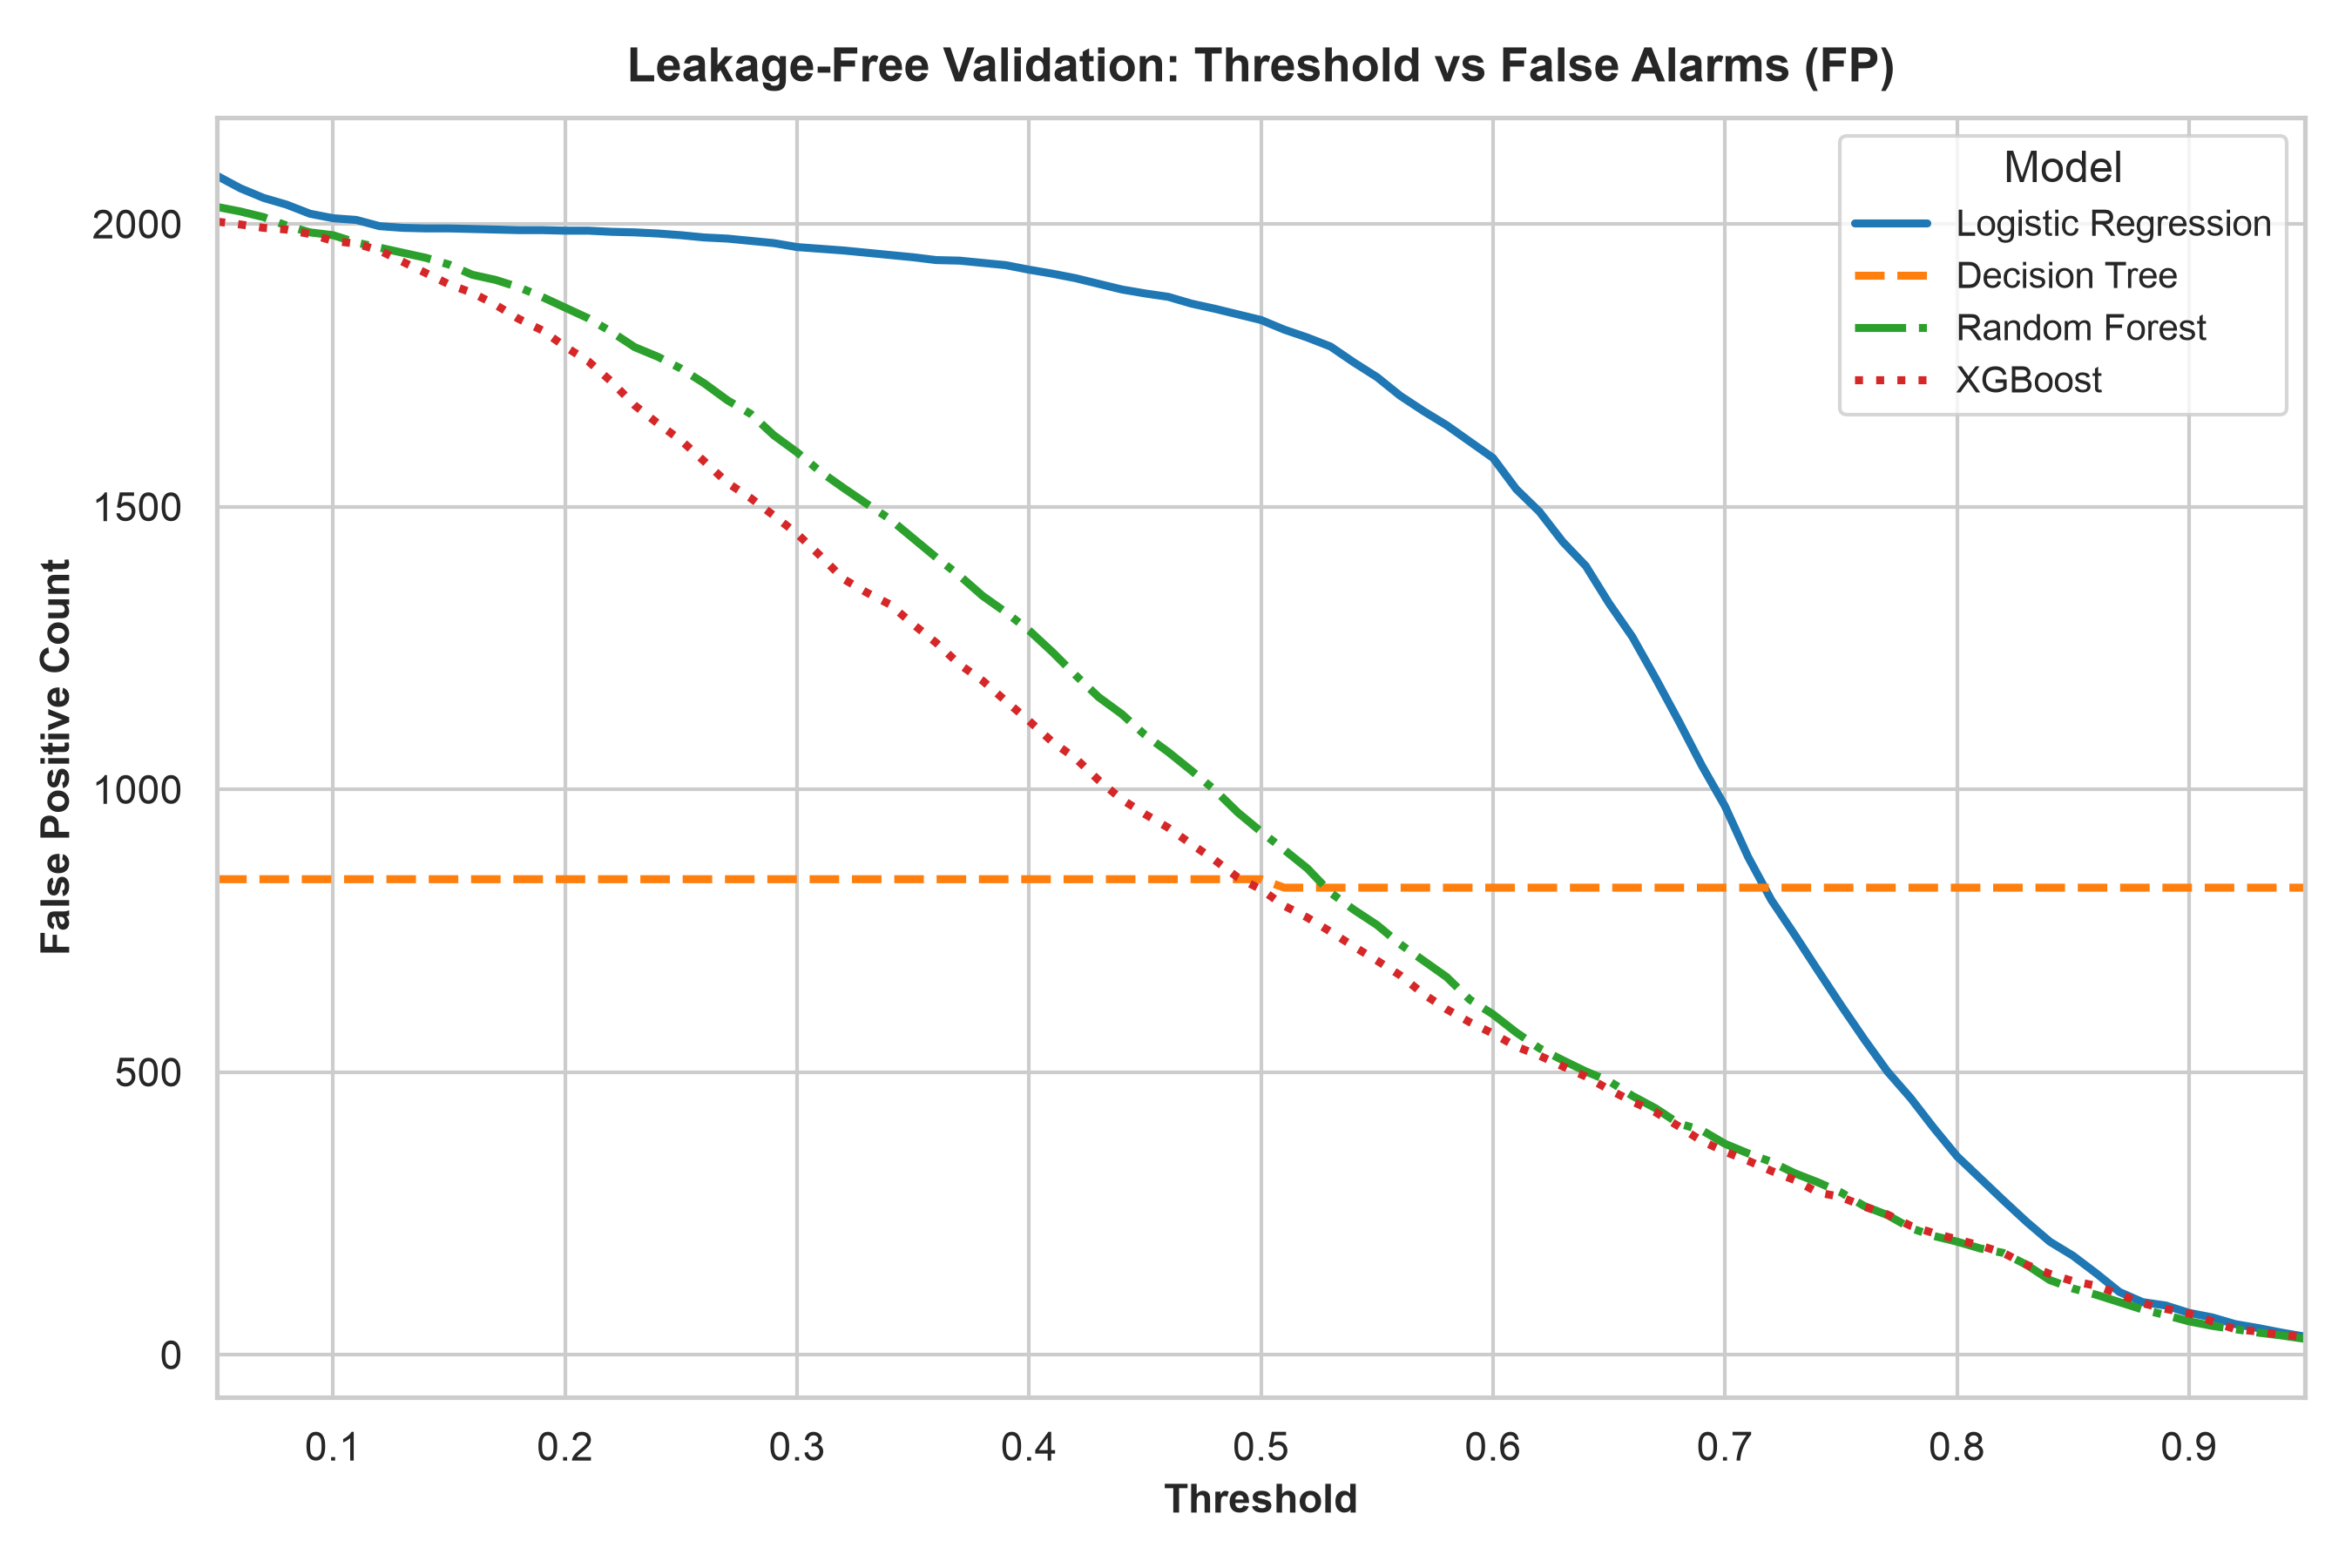 Leakage-Free Validation: Threshold vs False Alarms (FP)
Model
Logistic Regression
Decision Tree
Random Forest
XGBoost
False Positive Count
2000
1500
1000
500
0
0.1 0.2 0.3 0.4 0.5 0.6 0.7 0.8 0.9
Threshold